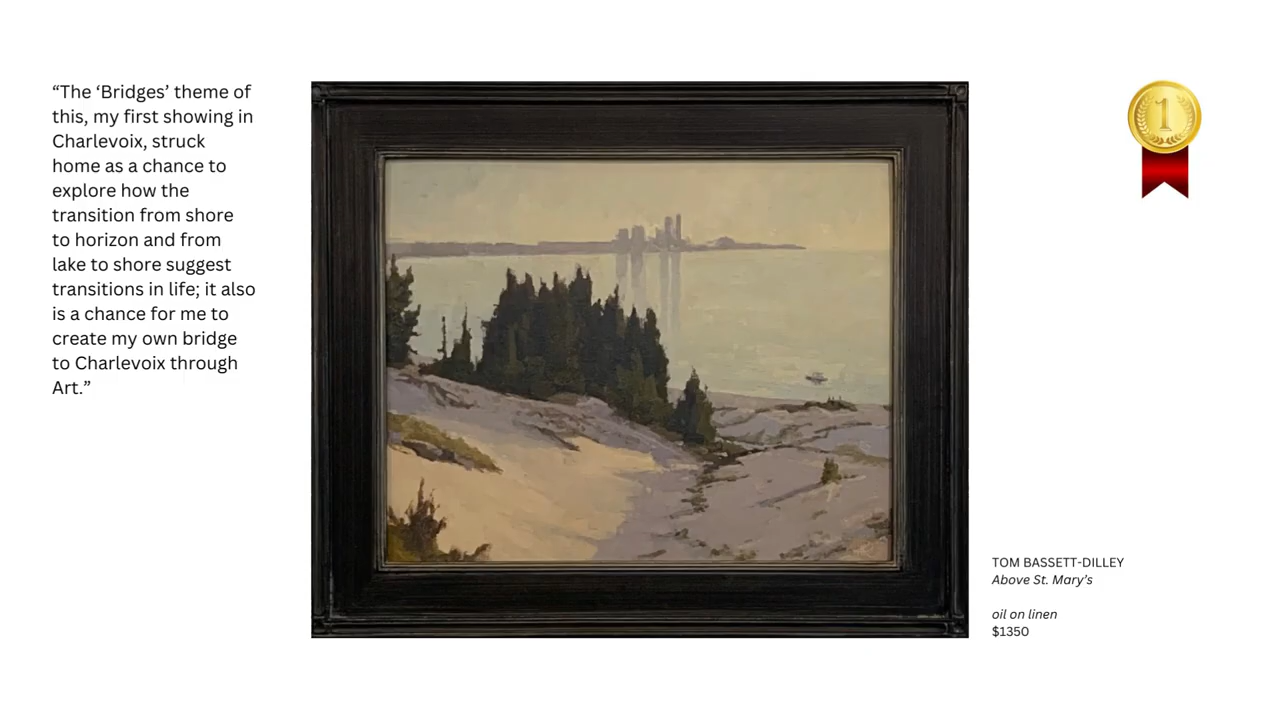 “The ‘Bridges’ theme of
this, my first showing in
Charlevoix, struck
home as a chance to
explore how the
transition from shore
to horizon and from
lake to shore suggest
transitions in life; it also
is a chance for me to
create my own bridge
to Charlevoix through
Art.”
1
TOM BASSETT-DILLEY
Above St. Mary’s
oil on linen
$1350